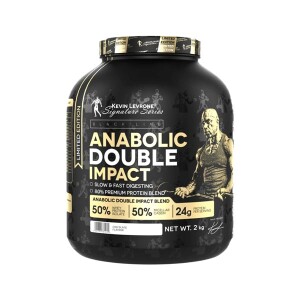 KEVIN LEVRONE
Signature Series
LIMITED EDITION
ANABOLIC
DOUBLE
IMPACT
SLOW & FAST DIGESTING
80% PREMIUM PROTEIN BLEND
ANABOLIC DOUBLE IMPACT BLEND
50%
50%
24g
NET WT. 2 kg